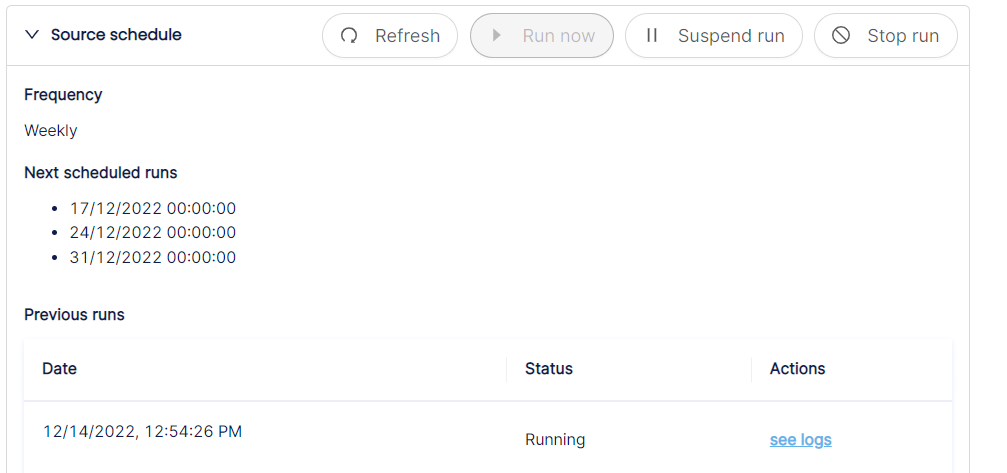 Source schedule Refresh Run now Suspend run Stop run
Frequency
Weekly
Next scheduled runs
• 17/12/2022 00:00:00
• 24/12/2022 00:00:00
• 31/12/2022 00:00:00
Previous runs
Date Status Actions
12/14/2022, 12:54:26 PM Running see logs